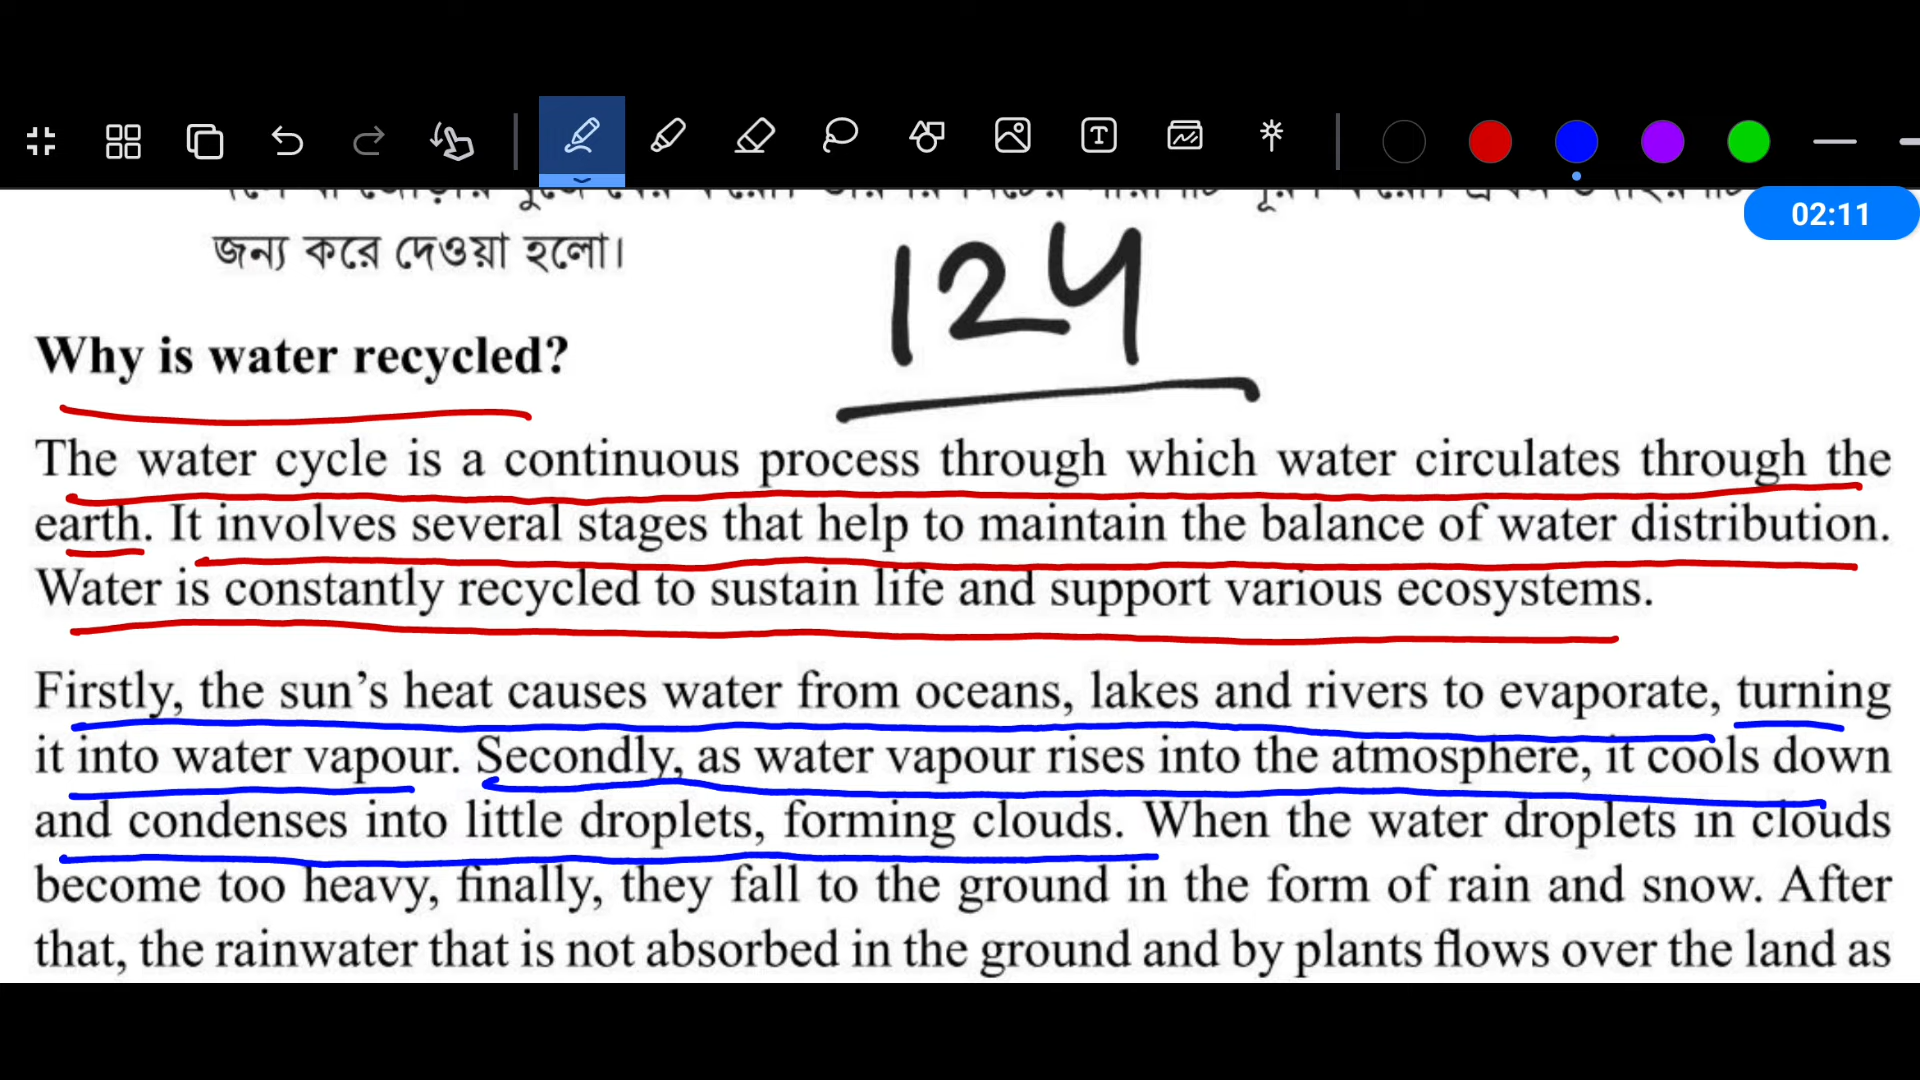 02:11
জন্য করে দেওয়া হলো।
124
Why is water recycled?
The water cycle is a continuous process through which water circulates through the
earth. It involves several stages that help to maintain the balance of water distribution.
Water is constantly recycled to sustain life and support various ecosystems.
Firstly, the sun’s heat causes water from oceans, lakes and rivers to evaporate, turning
it into water vapour. Secondly, as water vapour rises into the atmosphere, it cools down
and condenses into little droplets, forming clouds. When the water droplets in clouds
become too heavy, finally, they fall to the ground in the form of rain and snow. After
that, the rainwater that is not absorbed in the ground and by plants flows over the land as